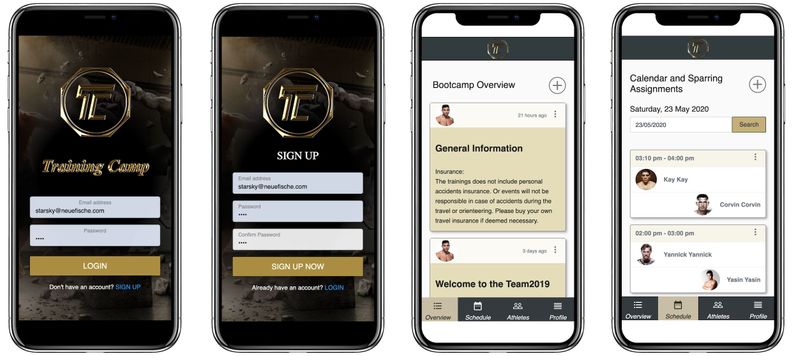 TC
Training Camp
Email address
starsky@neuefische.com
Password
••••
LOGIN
Don't have an account? SIGN UP
TC
SIGN UP
Email address
starsky@neuefische.com
Password
••••
Confirm Password
••••
SIGN UP NOW
Already have an account? LOGIN
TC
Bootcamp Overview
21 hours ago
General Information
Insurance:
The trainings does not include personal
accidents insurance. Or events will not be
responsible in case of accidents during the
travel or orienteering. Please buy your own
travel insurance if deemed necessary.
3 days ago
Welcome to the Team2019
Overview
Schedule
Athletes
Profile
TC
Calendar and Sparring
Assignments
Saturday, 23 May 2020
23/05/2020
Search
03:10 pm - 04:00 pm
Kay Kay
Corvin Corvin
02:00 pm - 03:00 pm
Yannick Yannick
Yasin Yasin
Overview
Schedule
Athletes
Profile